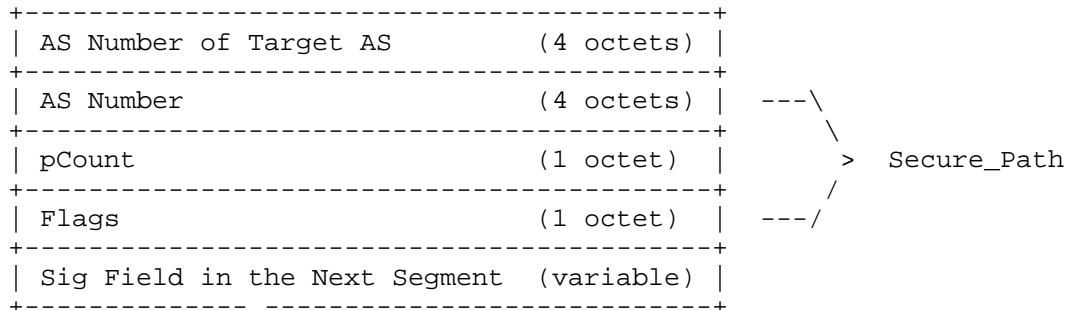 +-------------------------------------------+
| AS Number of Target AS         (4 octets) |
+-------------------------------------------+
| AS Number                      (4 octets) |  ---\
+-------------------------------------------+      \
| pCount                         (1 octet)  |       >  Secure_Path
+-------------------------------------------+      /
| Flags                          (1 octet)  |  ---/
+-------------------------------------------+
| Sig Field in the Next Segment  (variable) |
+-------------- ----------------------------+